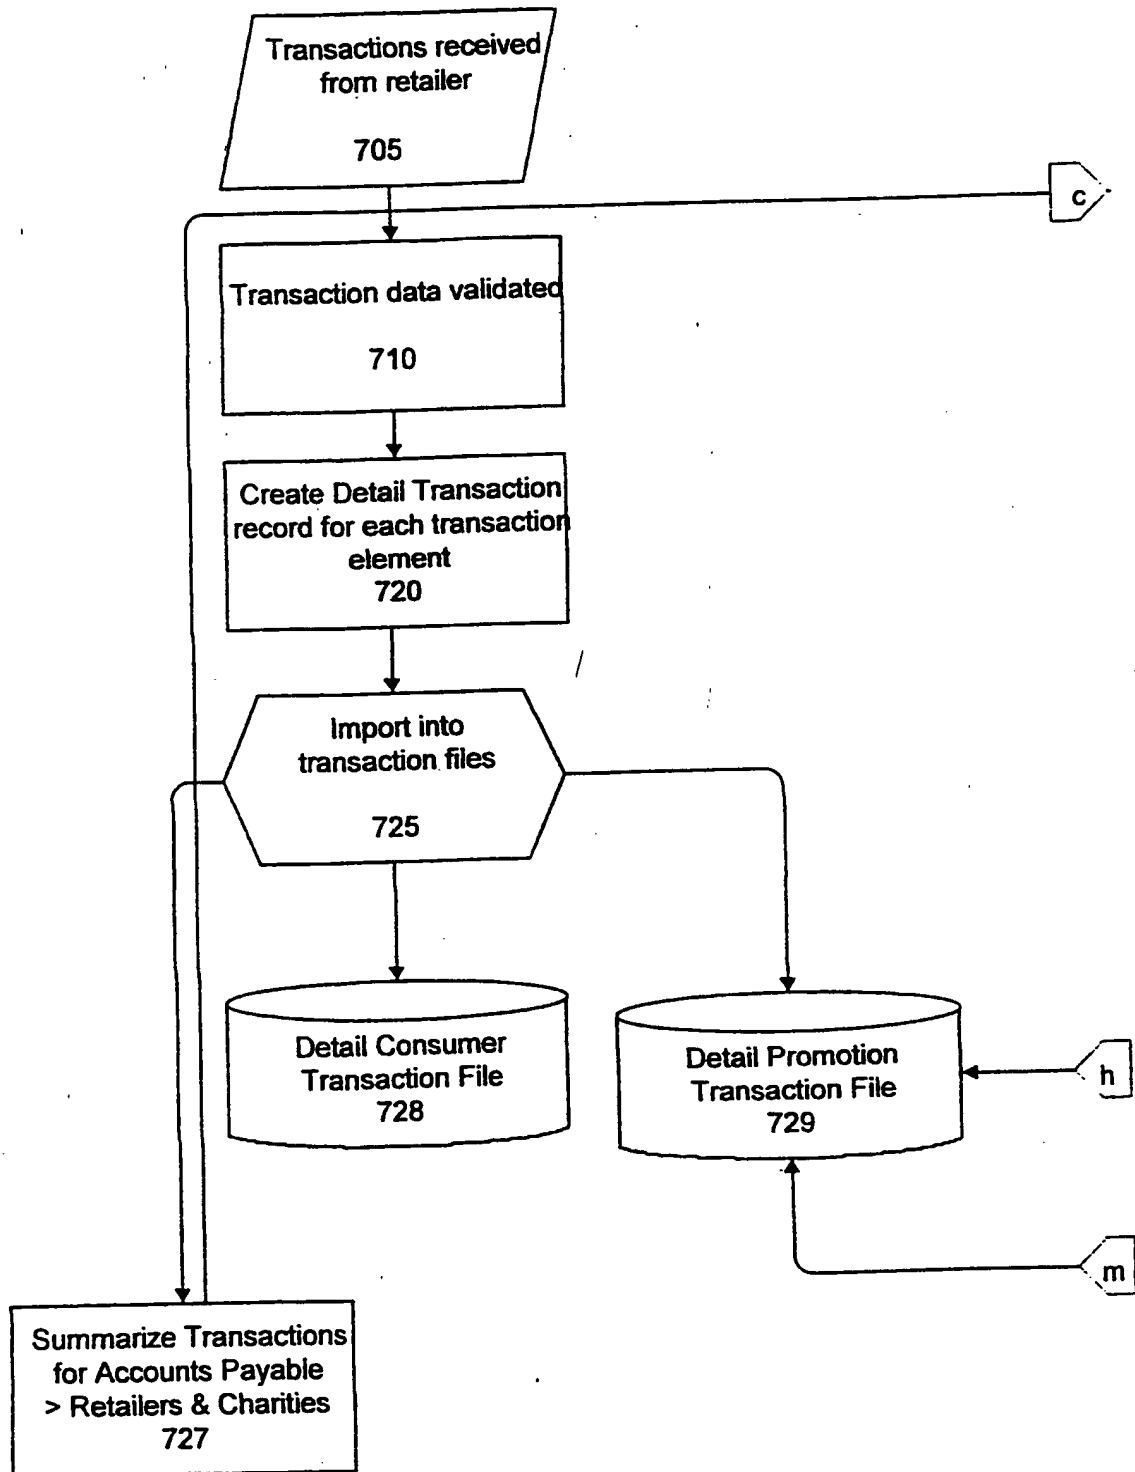 Transactions received
from retailer
705
c
Transaction data validated
710
Create Detail Transaction
record for each transaction
element
720
Import into
transaction files
725
Detail Consumer
Transaction File
728
Detail Promotion
Transaction File
729
h
m
Summarize Transactions
for Accounts Payable
> Retailers & Charities
727